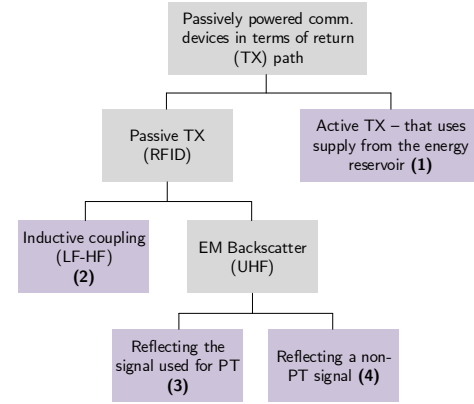 Passively powered comm.
devices in terms of return
(TX) path
Passive TX
(RFID)
Active TX – that uses
supply from the energy
reservoir (1)
Inductive coupling
(LF-HF)
(2)
EM Backscatter
(UHF)
Reflecting the
signal used for PT
(3)
Reflecting a non-
PT signal (4)